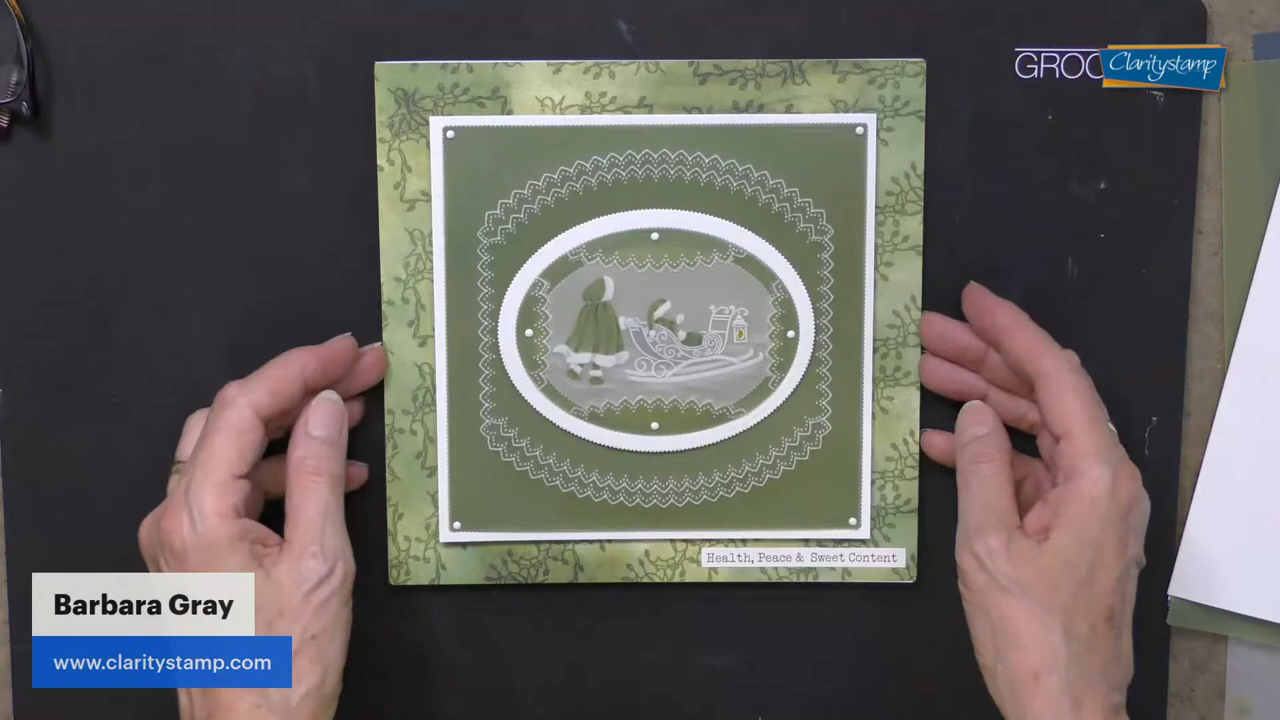 GROO
Claritystamp
Health, Peace & Sweet Content
Barbara Gray
www.claritystamp.com